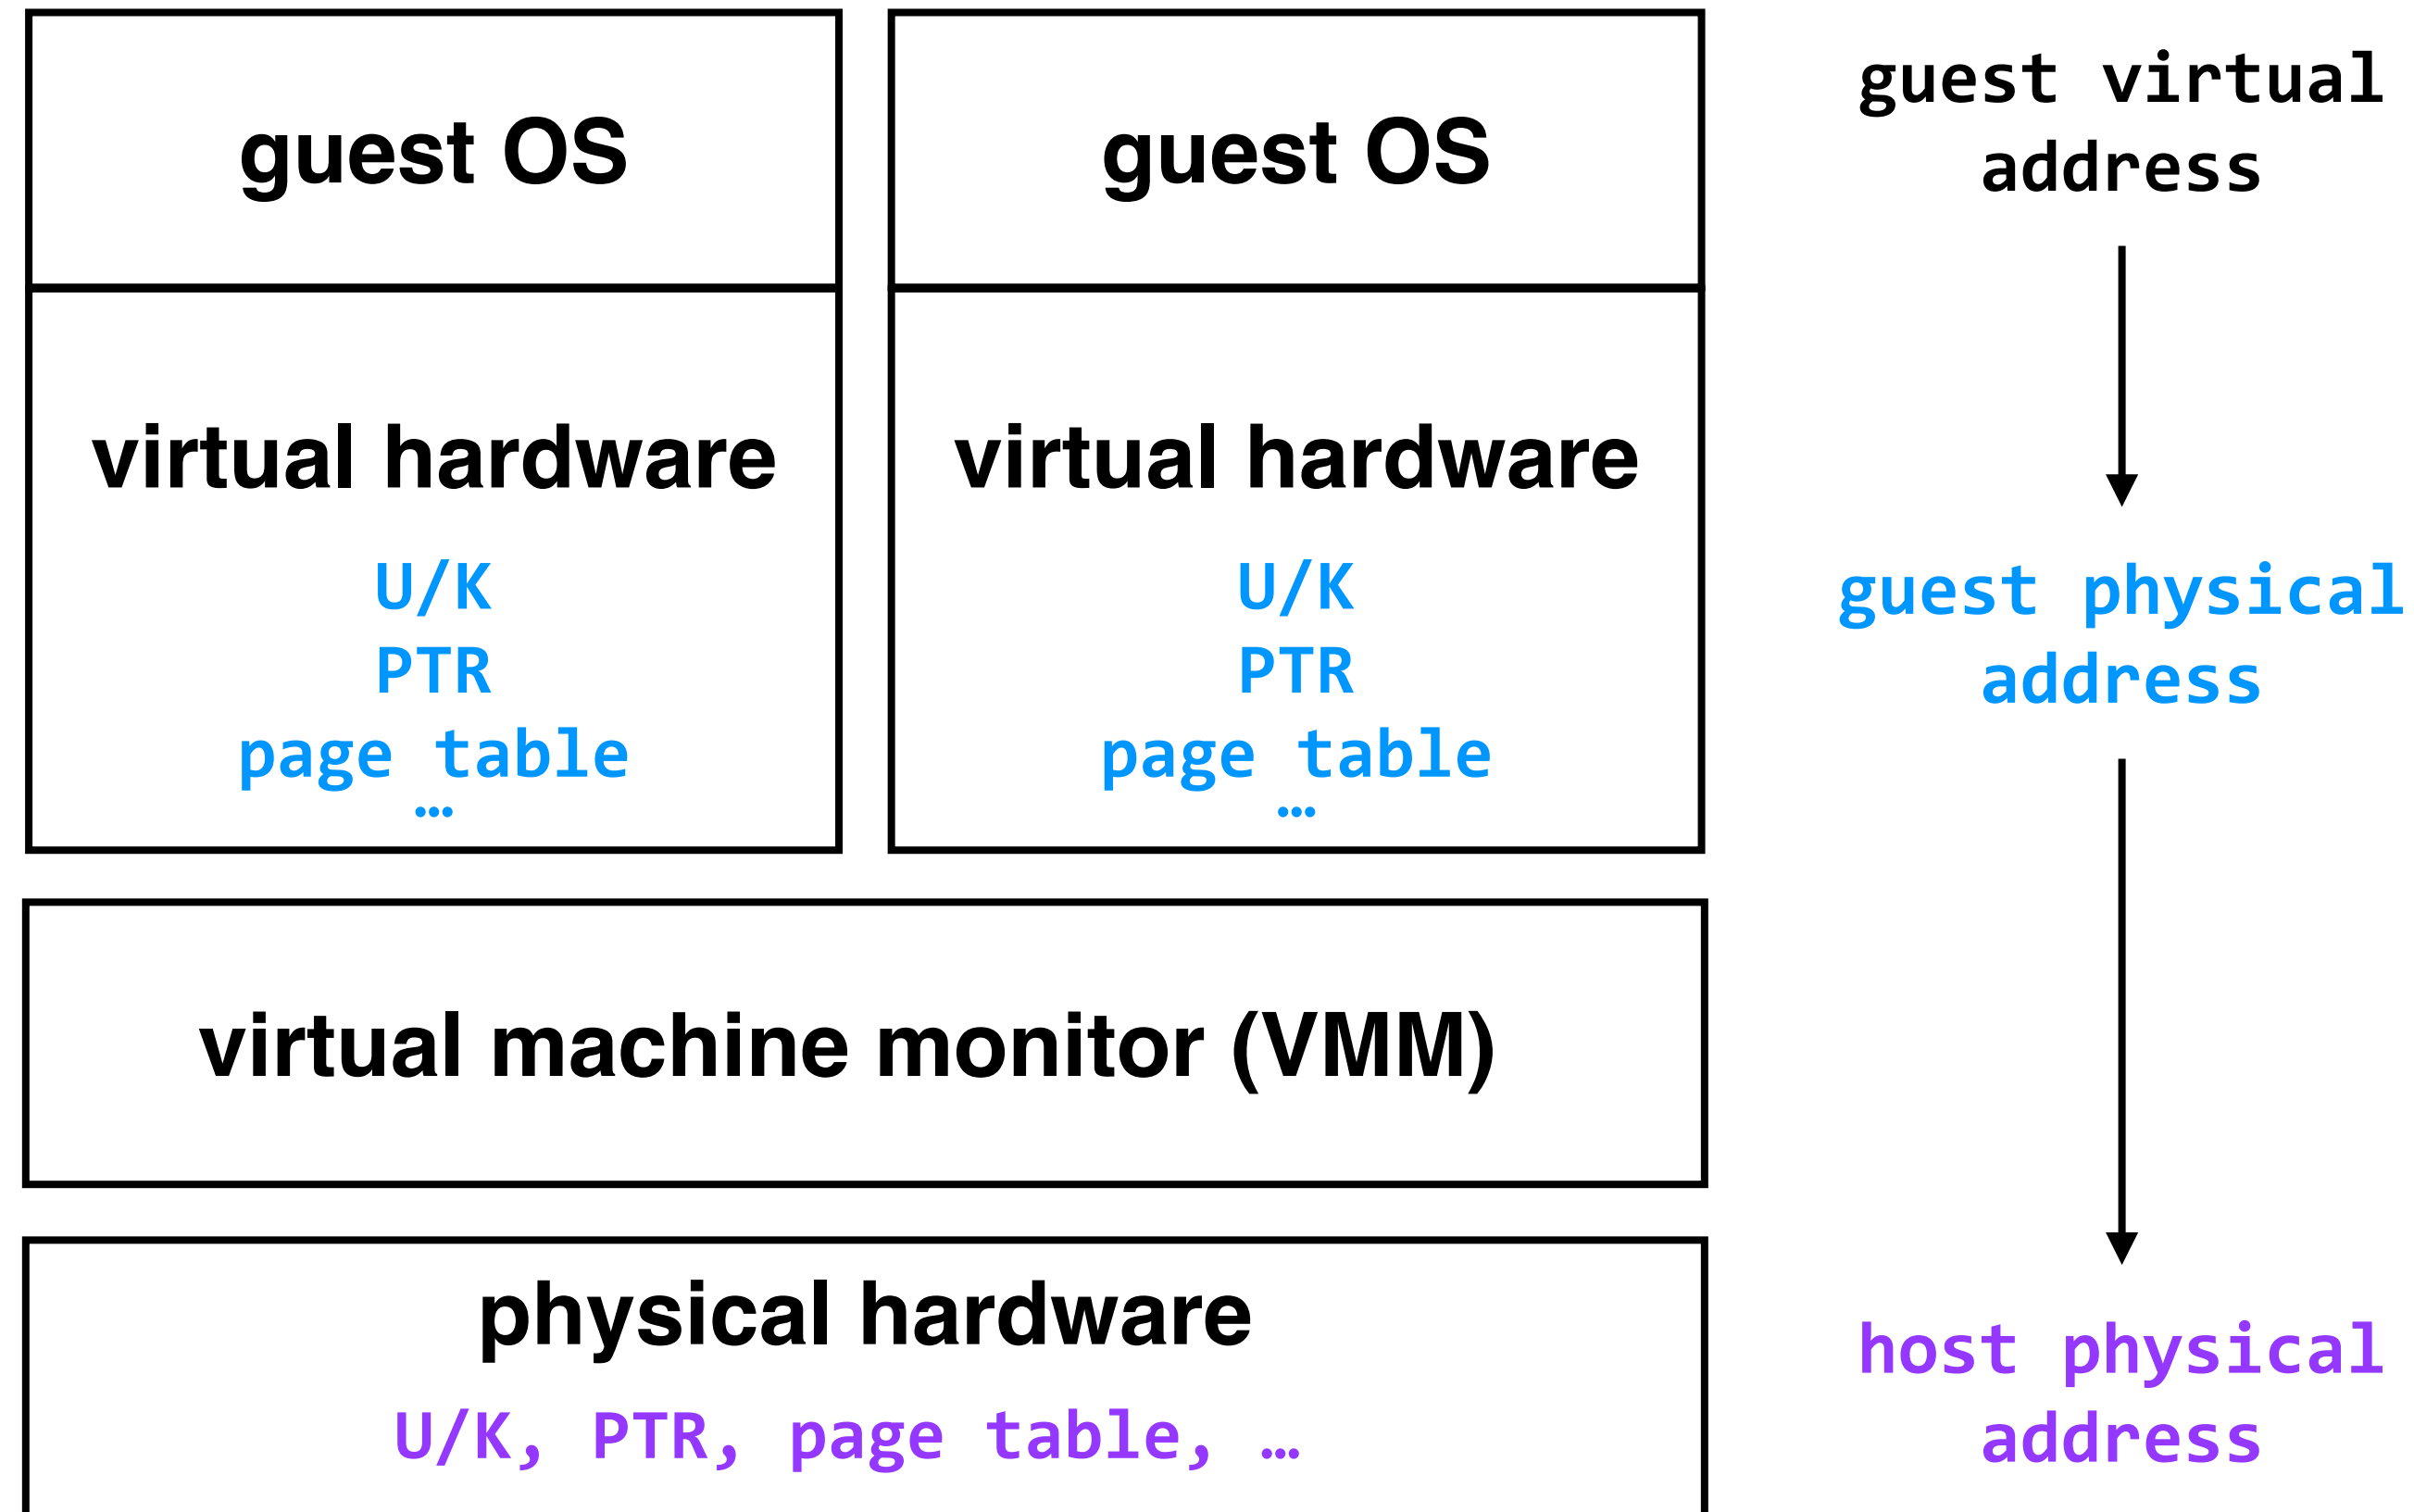 guest OS
virtual hardware
U/K
PTR
page table
…
guest OS
virtual hardware
U/K
PTR
page table
…
virtual machine monitor (VMM)
physical hardware
U/K, PTR, page table, …
guest virtual
address
guest physical
address
host physical
address